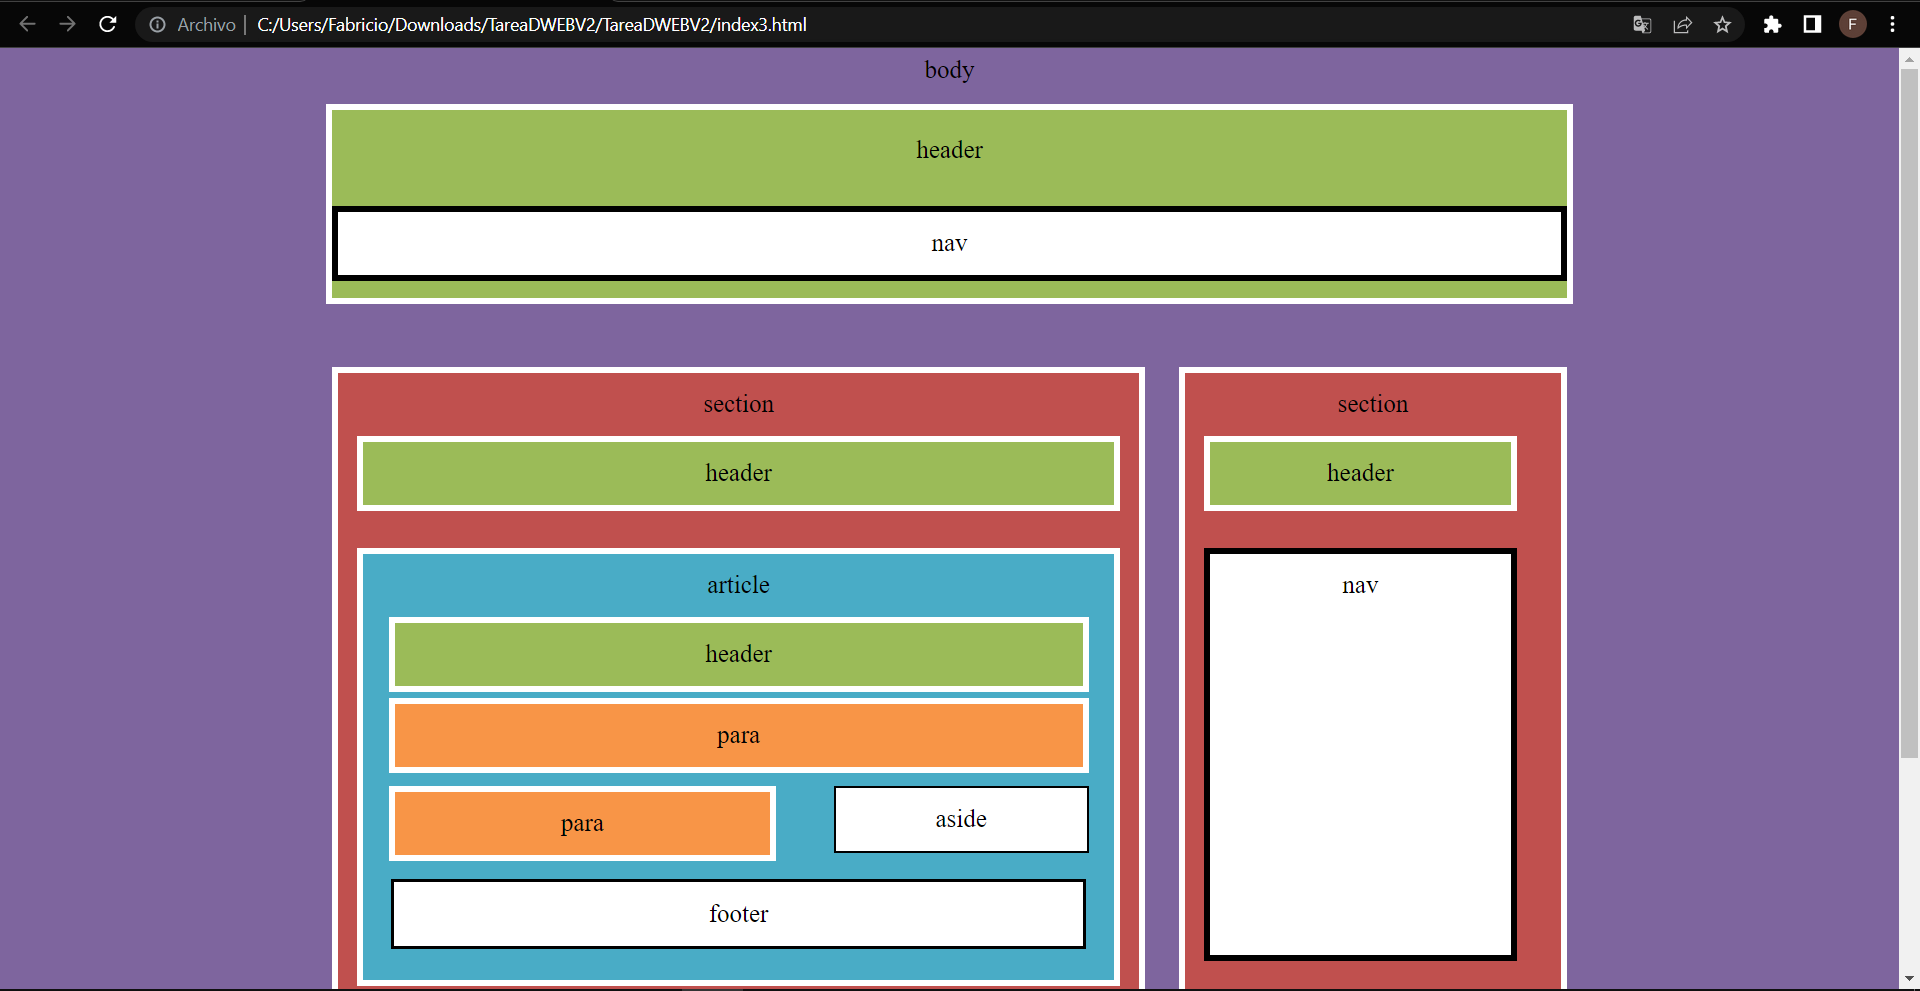 Archivo | C:/Users/Fabricio/Downloads/TareaDWEBV2/TareaDWEBV2/index3.html
F
body
header
nav
section
header
article
header
para
para
aside
footer
section
header
nav